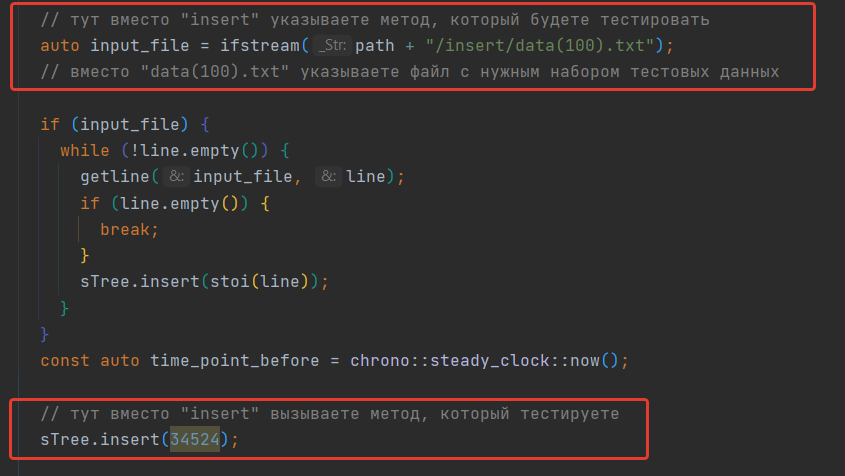 // тут вместо "insert" указываете метод, который будете тестировать
auto input_file = ifstream(_Str: path + "/insert/data(100).txt");
// вместо "data(100).txt" указываете файл с нужным набором тестовых данных
if (input_file) {
while (!line.empty()) {
getline(&: input_file, &: line);
if (line.empty()) {
break;
}
sTree.insert(stoi(line));
}
}
const auto time_point_before = chrono::steady_clock::now();
// тут вместо "insert" вызываете метод, который тестируете
sTree.insert(34524);